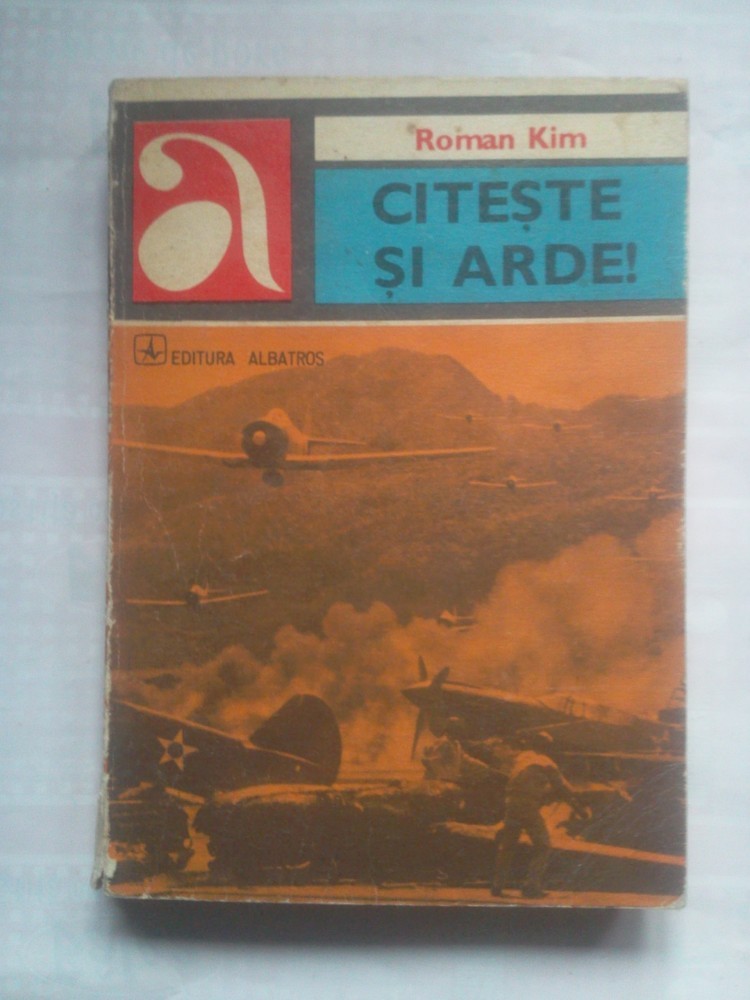 a
Roman Kim
CITEȘTE
ȘI ARDE!
EDITURA ALBATROS